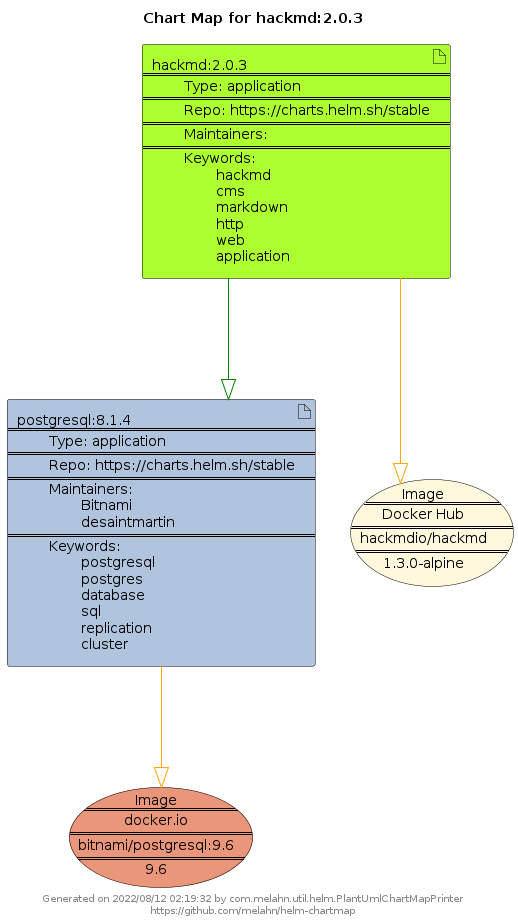 Chart Map for hackmd:2.0.3
hackmd:2.0.3
Type: application
Repo: https://charts.helm.sh/stable
Maintainers:
Keywords:
hackmd
cms
markdown
http
web
application
postgresql:8.1.4
Type: application
Repo: https://charts.helm.sh/stable
Maintainers:
Bitnami
desaintmartin
Keywords:
postgresql
postgres
database
sql
replication
cluster
Image
Docker Hub
hackmdio/hackmd
1.3.0-alpine
Image
docker.io
bitnami/postgresql:9.6
9.6
Generated on 2022/08/12 02:19:32 by com.melahn.util.helm.PlantUmlChartMapPrinter
https://github.com/melahn/helm-chartmap